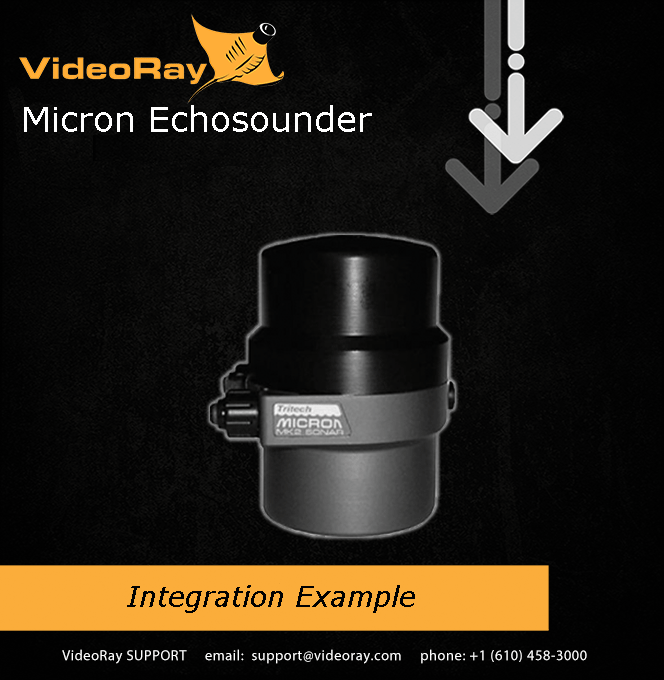 VideoRay
Micron Echosounder
Tritech
MICRON
MK2 SONAR
Integration Example
VideoRay SUPPORT email: support@videoray.com phone: +1 (610) 458-3000